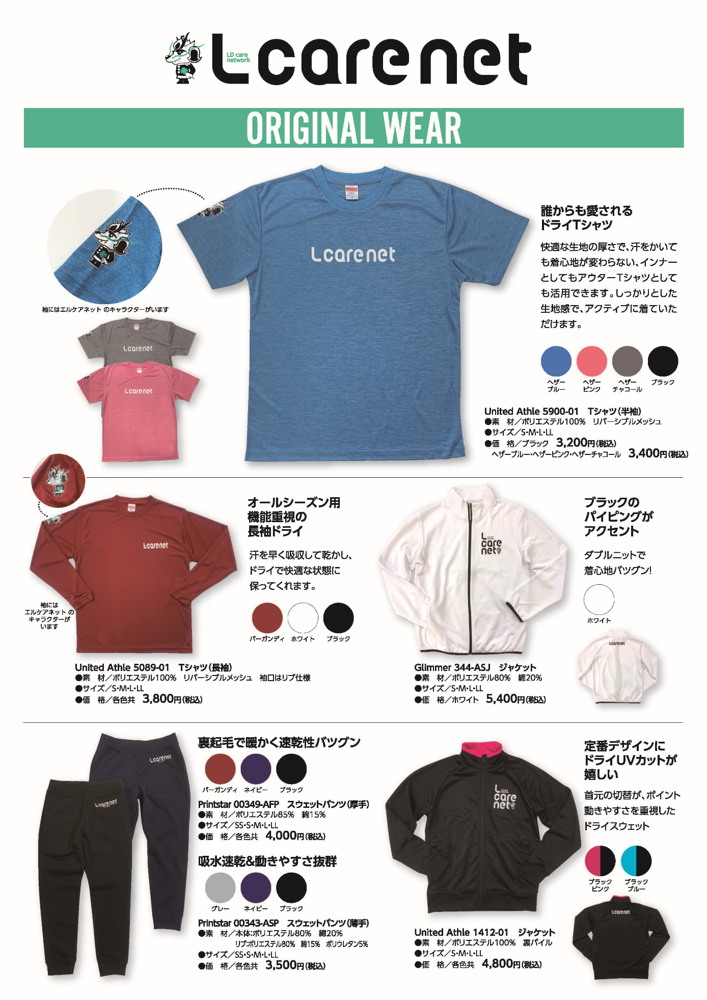 LD care
network
Lcarenet
ORIGINAL WEAR
Lcarenet
袖にはエルケアネット のキャラクターがいます
Lcarenet
Lcarenet
誰からも愛される
ドライTシャツ
快適な生地の厚さで、汗をかいて
も着心地が変わらない、インナー
としてもアウターTシャツとして
も活用できます。しっかりとした
生地感で、アクティブに着ていた
だけます。
ヘザー
ブルー
ヘザー
ピンク
ヘザー
チャコール
ブラック
United Athle 5900-01　Tシャツ(半袖)
●素　材／ポリエステル100%　リバーシブルメッシュ
●サイズ／S・M・L・LL
●価　格／ブラック　3,200円(税込)
ヘザーブルー・ヘザーピンク・ヘザーチャコール　3,400円(税込)
Lcarenet
袖には
エルケアネット の
キャラクターが
います
オールシーズン用
機能重視の
長袖ドライ
汗を早く吸収して乾かし、
ドライで快適な状態に
保ってくれます。
バーガンディ
ホワイト
ブラック
United Athle 5089-01　Tシャツ(長袖)
●素　材／ポリエステル100%　リバーシブルメッシュ　袖口はリブ仕様
●サイズ／S・M・L・LL
●価　格／各色共　3,800円(税込)
L
LD care
network
care
net
ブラックの
パイピングが
アクセント
ダブルニットで
着心地バツグン!
ホワイト
Lcarenet
Glimmer 344-ASJ　ジャケット
●素　材／ポリエステル80%　綿20%
●サイズ／S・M・L・LL
●価　格／ホワイト　5,400円(税込)
Lcarenet
Lcarenet
裏起毛で暖かく速乾性バツグン
バーガンディ
ネイビー
ブラック
Printstar 00349-AFP　スウェットパンツ(厚手)
●素　材／ポリエステル85%　綿15%
●サイズ／SS・S・M・L・LL
●価　格／各色共　4,000円(税込)
吸水速乾&動きやすさ抜群
グレー
ネイビー
ブラック
Printstar 00343-ASP　スウェットパンツ(薄手)
●素　材／本体:ポリエステル80%　綿20%
リブ:ポリエステル80%　綿15%　ポリウレタン5%
●サイズ／SS・S・M・L・LL
●価　格／各色共　3,500円(税込)
L
LD care
network
care
net
定番デザインに
ドライUVカットが
嬉しい
首元の切替が、ポイント
動きやすさを重視した
ドライスウェット
ブラック
ピンク
ブラック
ブルー
Lcarenet
United Athle 1412-01　ジャケット
●素　材／ポリエステル100%　裏パイル
●サイズ／S・M・L・LL
●価　格／各色共　4,800円(税込)